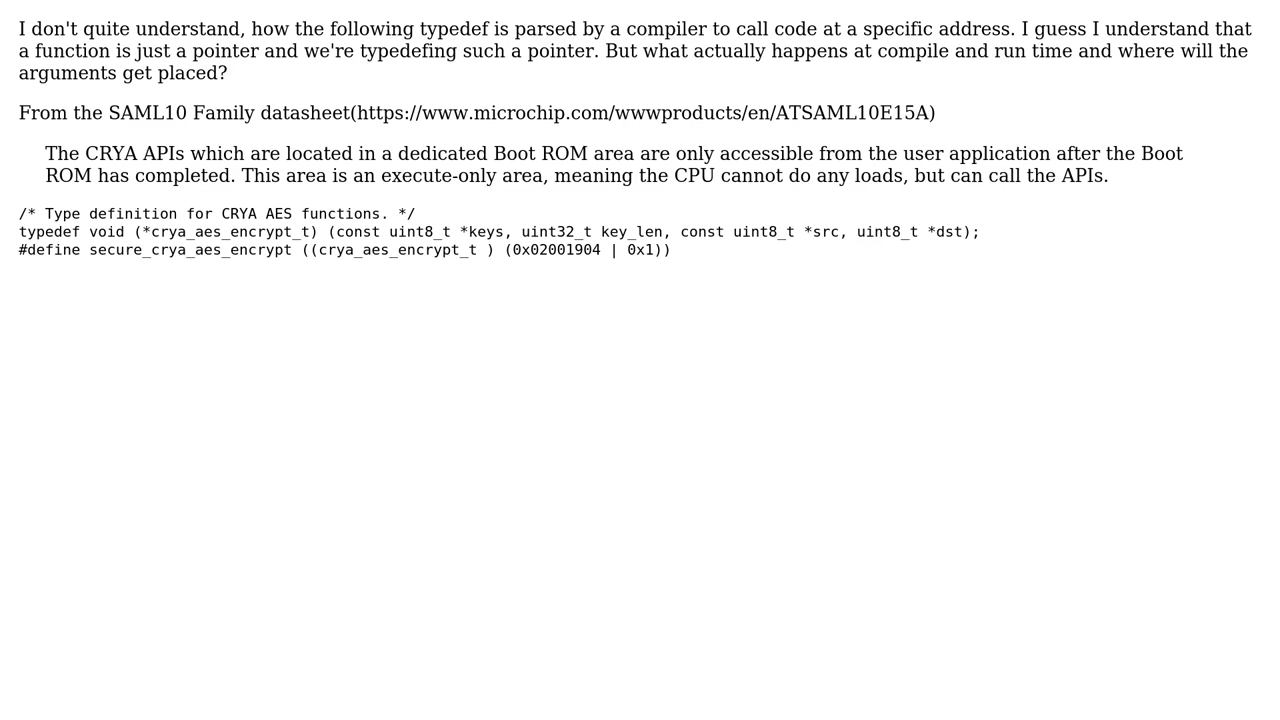 I don't quite understand, how the following typedef is parsed by a compiler to call code at a specific address. I guess I understand that
a function is just a pointer and we're typedefing such a pointer. But what actually happens at compile and run time and where will the
arguments get placed?
From the SAML10 Family datasheet(https://www.microchip.com/wwwproducts/en/ATSAML10E15A)
The CRYA APIs which are located in a dedicated Boot ROM area are only accessible from the user application after the Boot
ROM has completed. This area is an execute-only area, meaning the CPU cannot do any loads, but can call the APIs.
/* Type definition for CRYA AES functions. */
typedef void (*crya_aes_encrypt_t) (const uint8_t *keys, uint32_t key_len, const uint8_t *src, uint8_t *dst);
#define secure_crya_aes_encrypt ((crya_aes_encrypt_t ) (0x02001904 | 0x1))